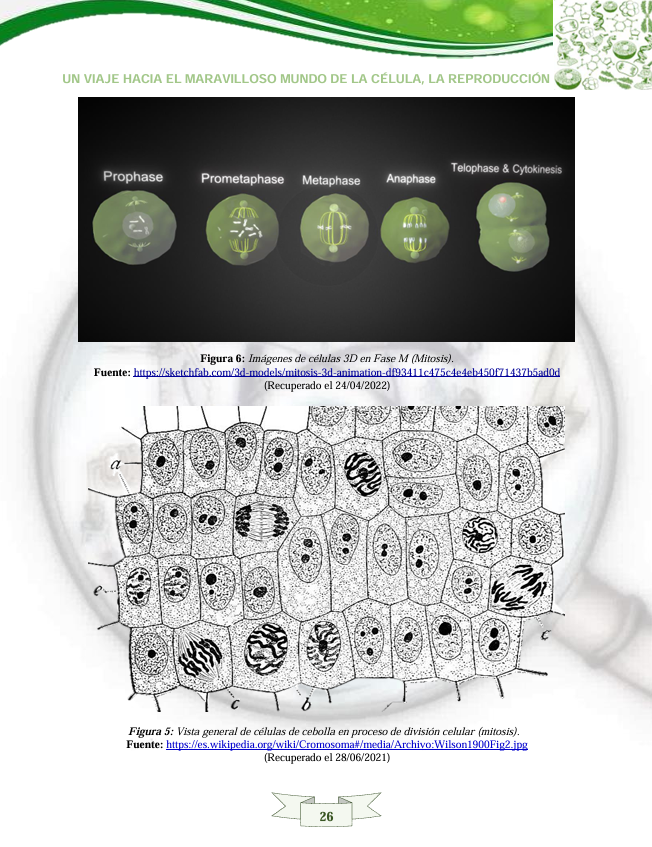 UN VIAJE HACIA EL MARAVILLOSO MUNDO DE LA CÉLULA, LA REPRODUCCIÓN
Prophase
Prometaphase
Metaphase
Anaphase
Telophase & Cytokinesis
Figura 6: Imágenes de células 3D en Fase M (Mitosis).
Fuente: https://sketchfab.com/3d-models/mitosis-3d-animation-df93411c475c4e4eb450f71437b5ad0d
(Recuperado el 24/04/2022)
a
e
c
c
b
Figura 5: Vista general de células de cebolla en proceso de división celular (mitosis).
Fuente: https://es.wikipedia.org/wiki/Cromosoma#/media/Archivo:Wilson1900Fig2.jpg
(Recuperado el 28/06/2021)
26